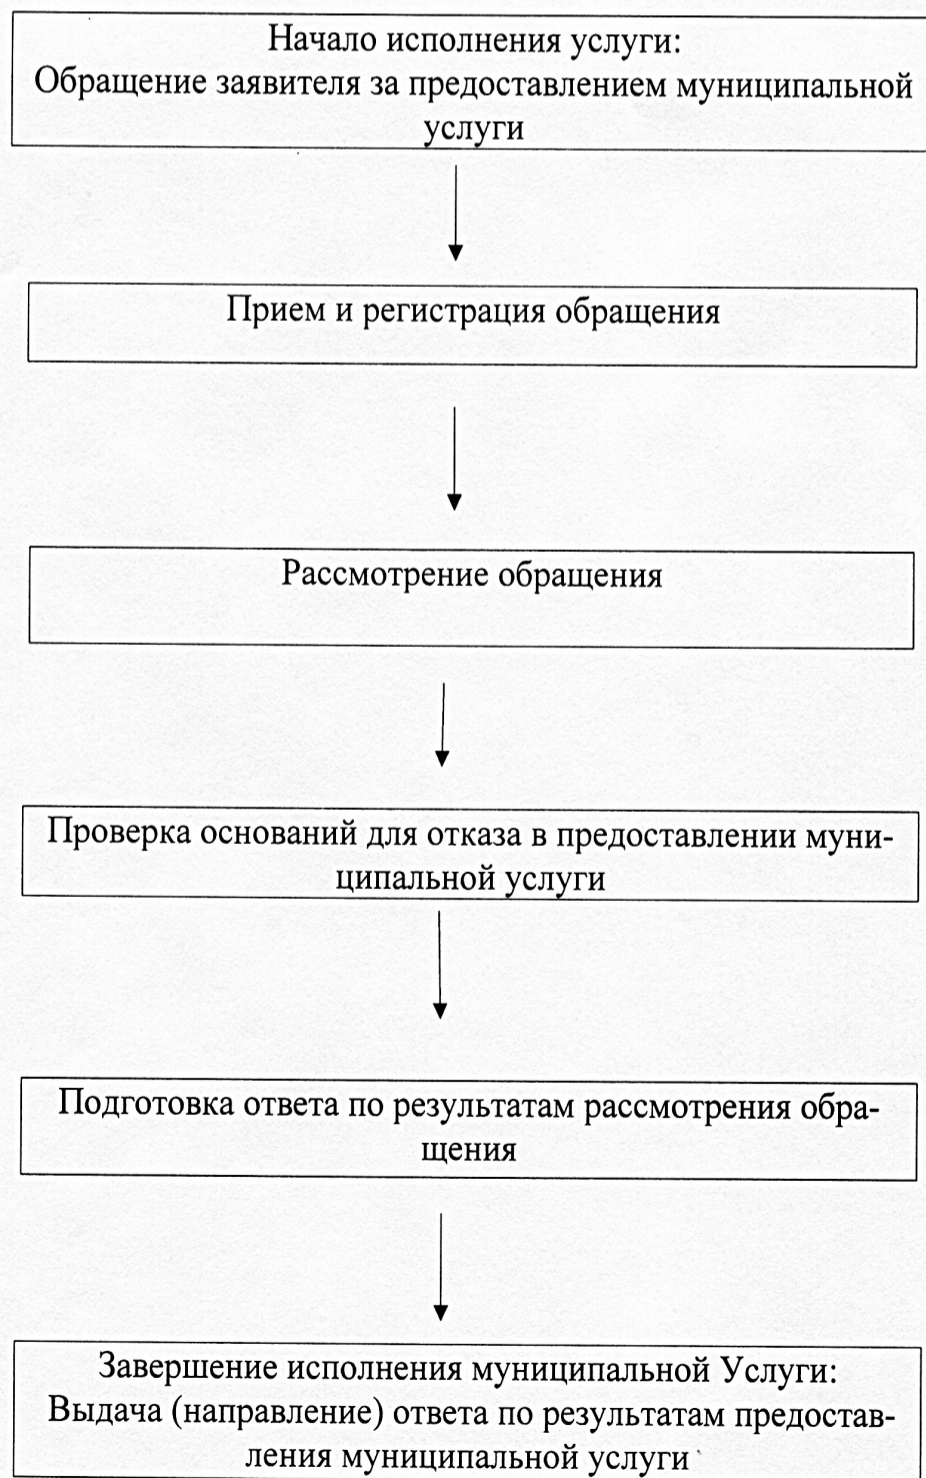 Начало исполнения услуги:
Обращение заявителя за предоставлением муниципальной
услуги
Прием и регистрация обращения
Рассмотрение обращения
Проверка оснований для отказа в предоставлении муни-
ципальной услуги
Подготовка ответа по результатам рассмотрения обра-
щения
Завершение исполнения муниципальной Услуги:
Выдача (направление) ответа по результатам предостав-
ления муниципальной услуги